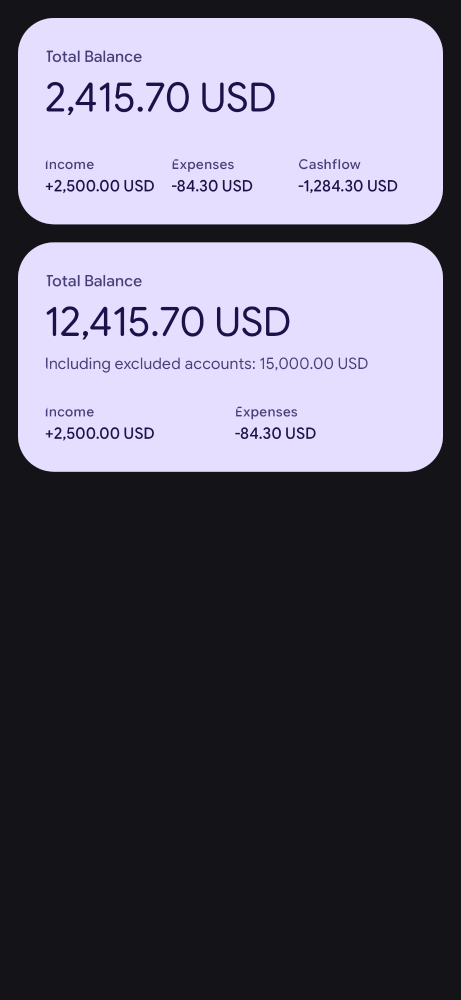 Total Balance
2,415.70 USD
Income Expenses Cashflow
+2,500.00 USD -84.30 USD -1,284.30 USD
Total Balance
12,415.70 USD
Including excluded accounts: 15,000.00 USD
Income Expenses
+2,500.00 USD -84.30 USD